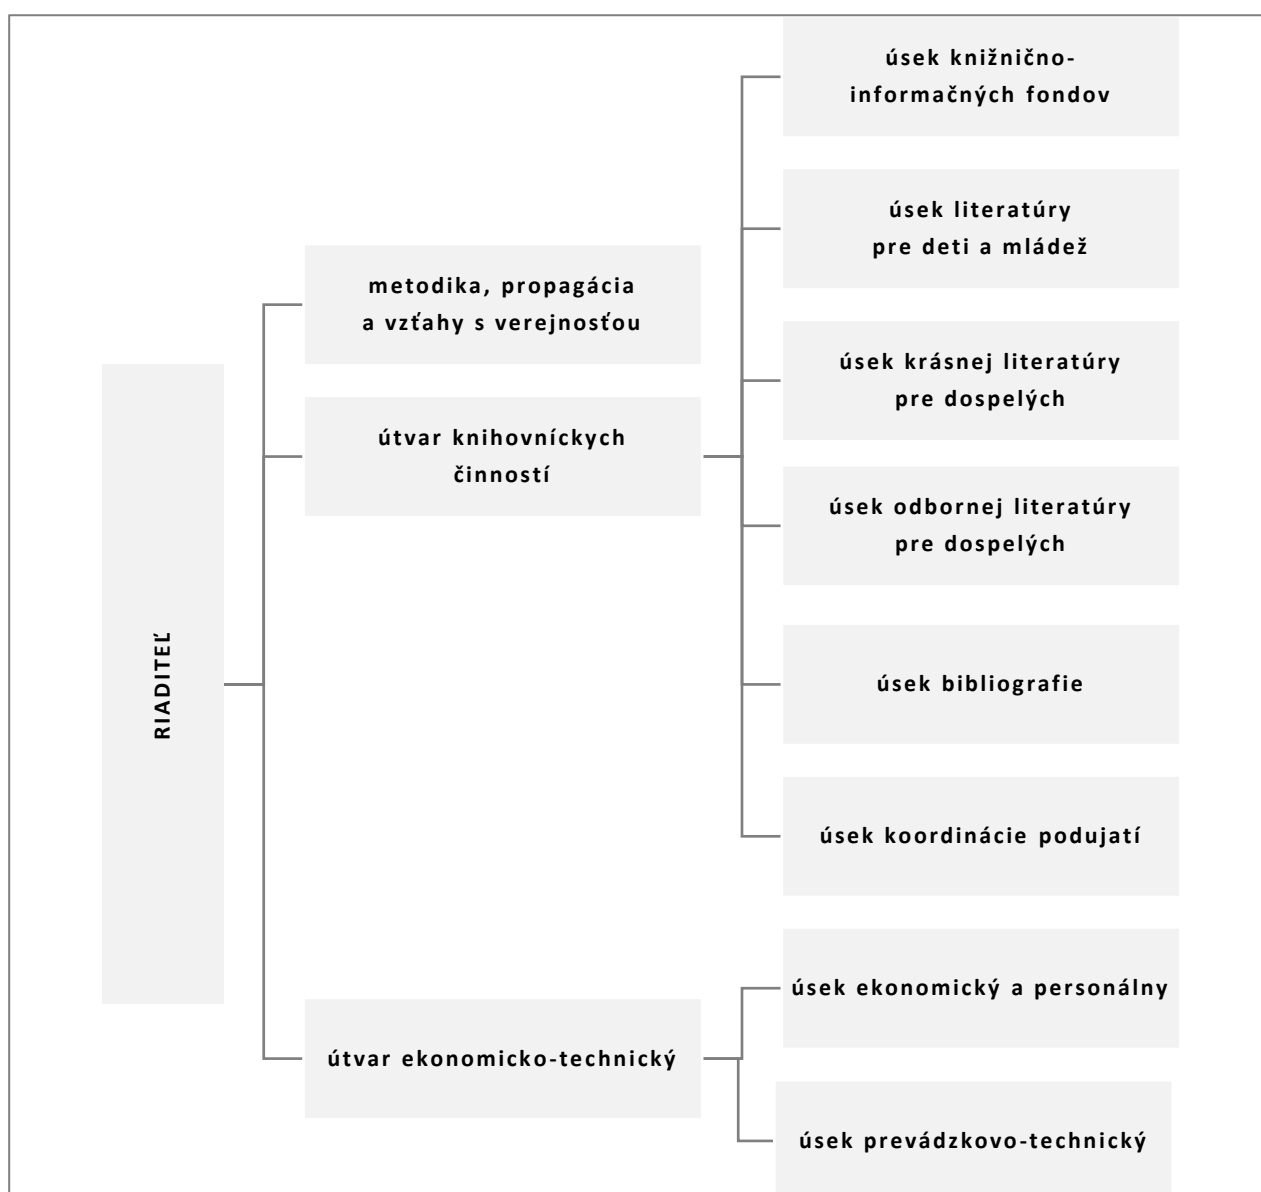 RIADITEĽ
metodika, propagácia
a vzťahy s verejnosťou
útvar knihovníckych
činností
úsek knižnično-
informačných fondov
úsek literatúry
pre deti a mládež
úsek krásnej literatúry
pre dospelých
úsek odbornej literatúry
pre dospelých
úsek bibliografie
úsek koordinácie podujatí
útvar ekonomicko-technický
úsek ekonomický a personálny
úsek prevádzkovo-technický